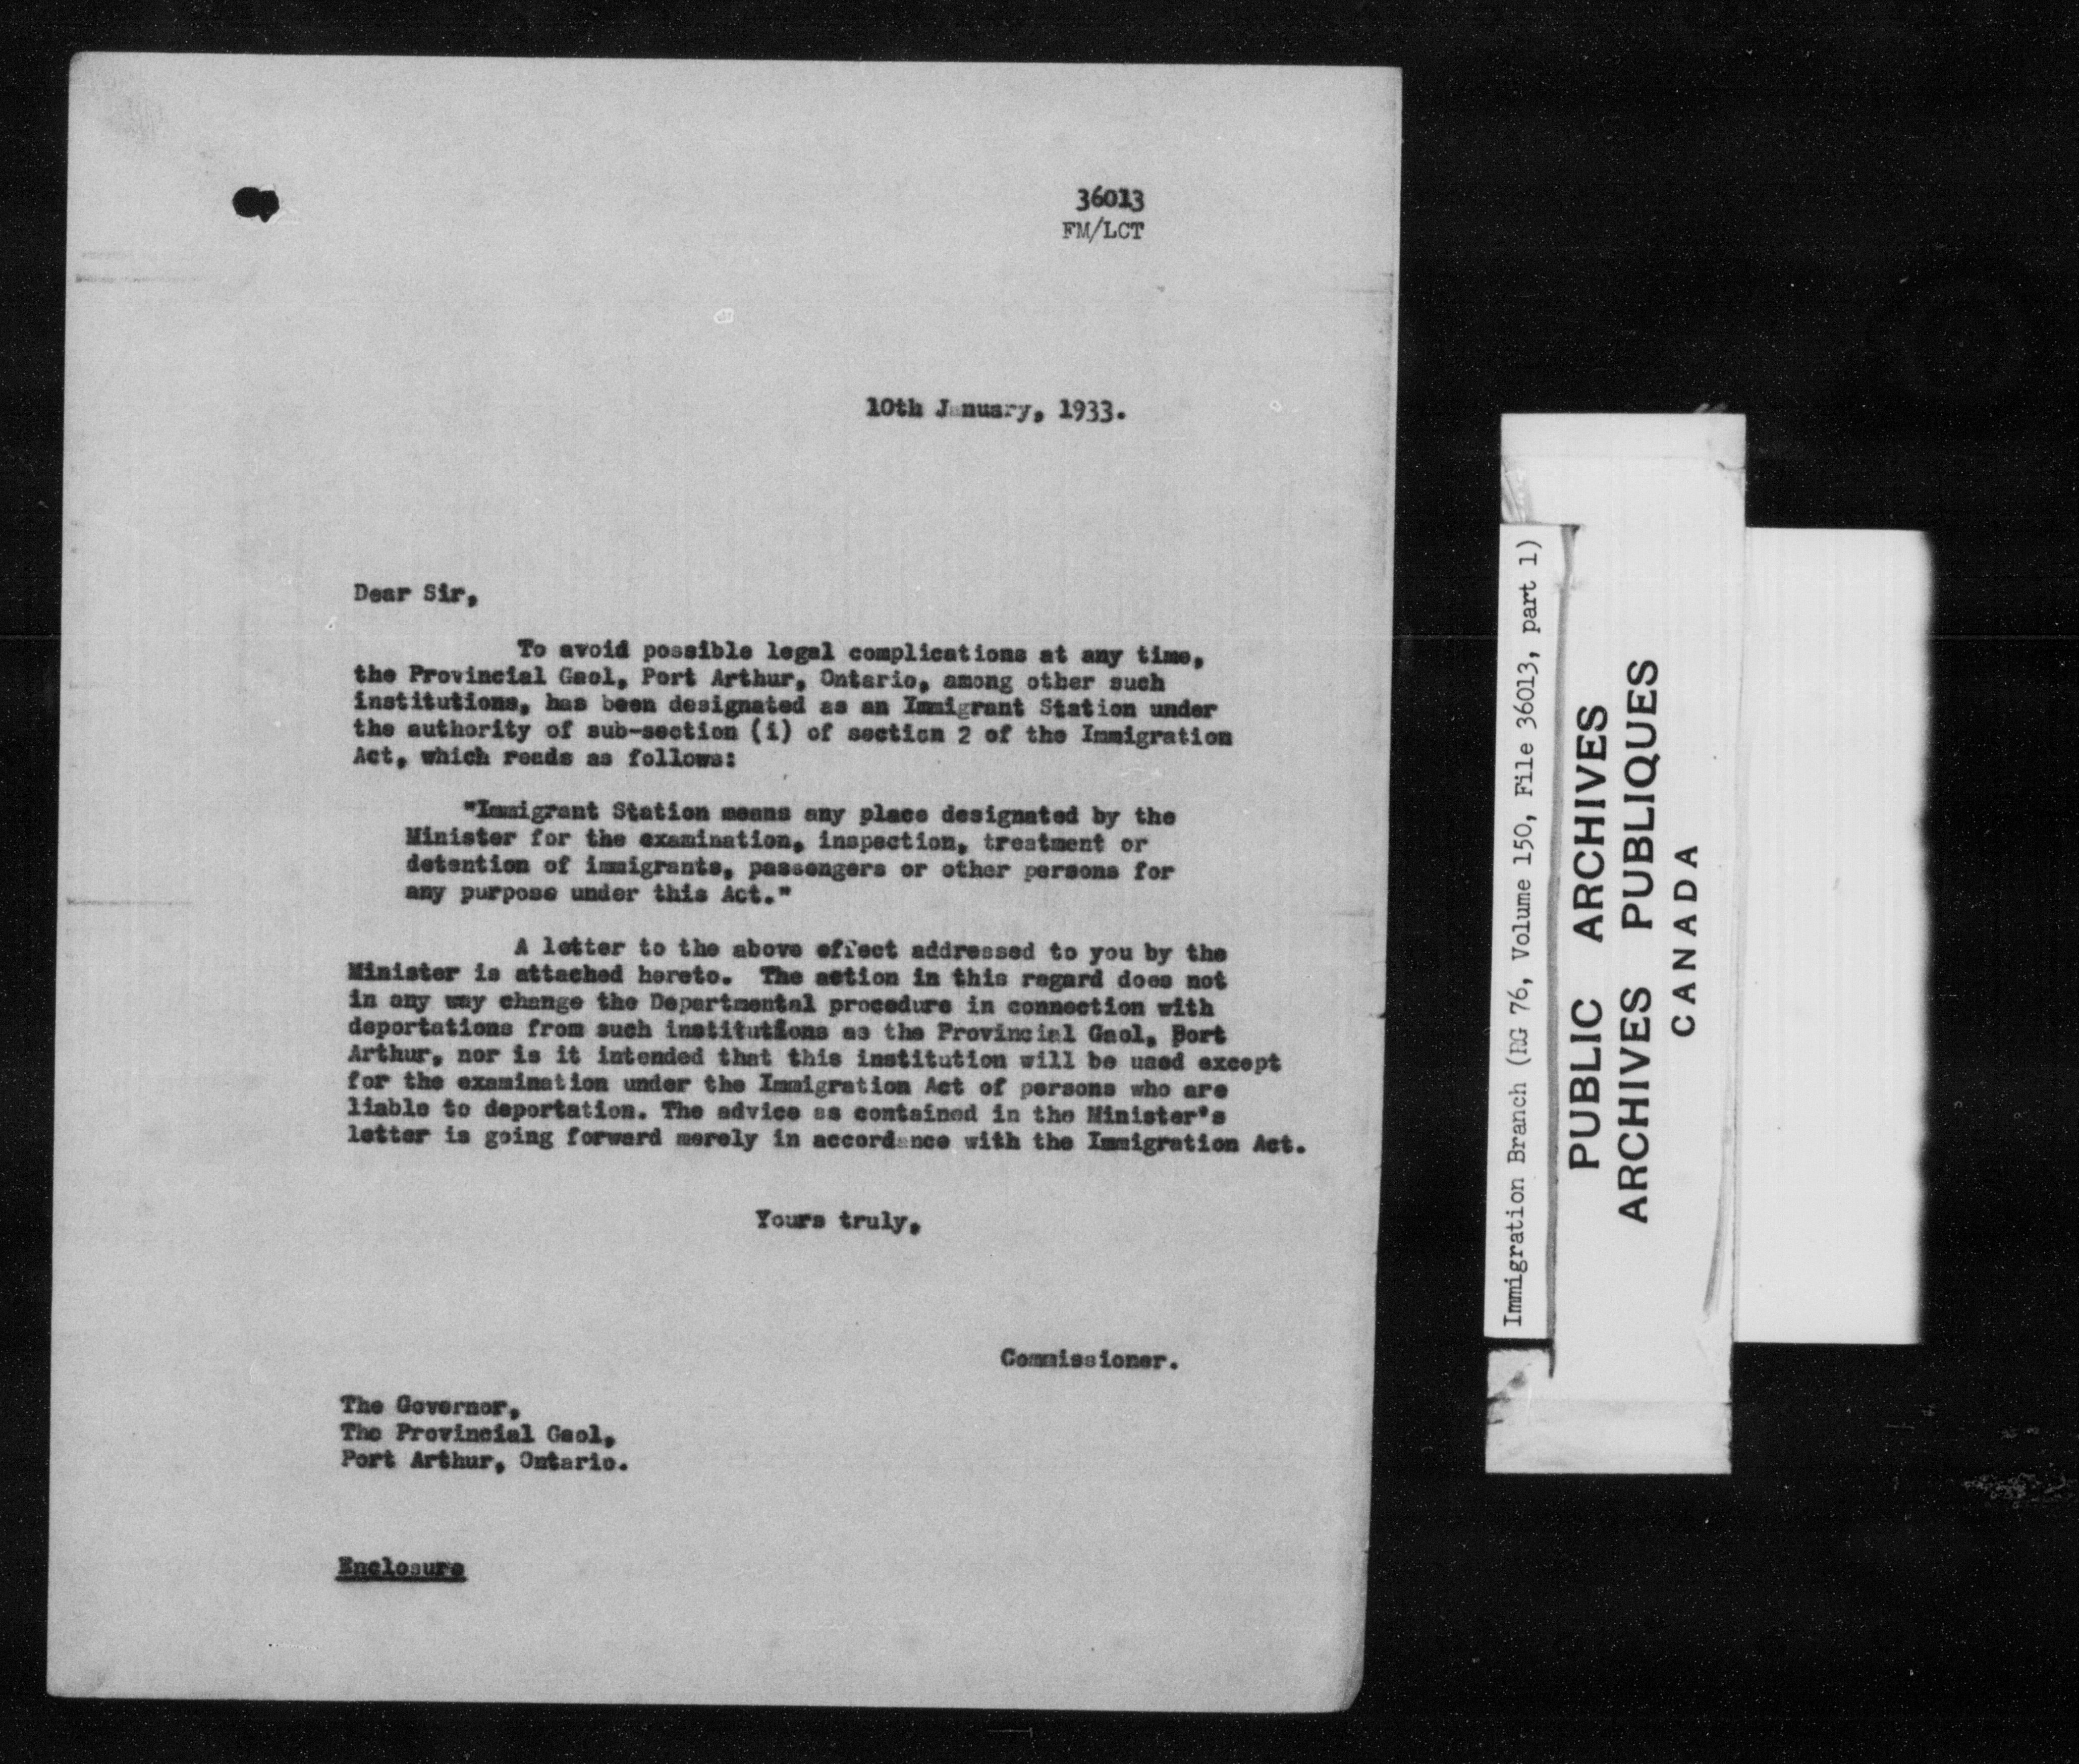 36013
FM/LCT
10th January, 1933.
Dear Sir,
To avoid possible legal complications at any time,
the Provincial Gaol, Port Arthur, Ontario, among other such
institutions, has been designated as an Immigrant Station under
the authority of sub-section (i) of section 2 of the Immigration
Act, which reads as follows:
"Immigrant Station means any place designated by the
Minister for the examination, inspection, treatment or
detention of immigrants, passengers or other persons for
any purpose under this Act."
A letter to the above effect addressed to you by the
Minister is attached hereto. The action in this regard does not
in any way change the Departmental procedure in connection with
deportations from such institutions as the Provincial Gaol, Port
Arthur, nor is it intended that this institution will be used except
for the examination under the Immigration Act of persons who are
liable to deportation. The advice as contained in the Minister's
letter is going forward merely in accordance with the Immigration Act.
Yours truly,
Commissioner.
The Governor,
The Provincial Gaol,
Port Arthur, Ontario.
Enclosure
Immigration Branch (RG 76, Volume 150, File 36013, part 1)
PUBLIC ARCHIVES
ARCHIVES PUBLIQUES
CANADA